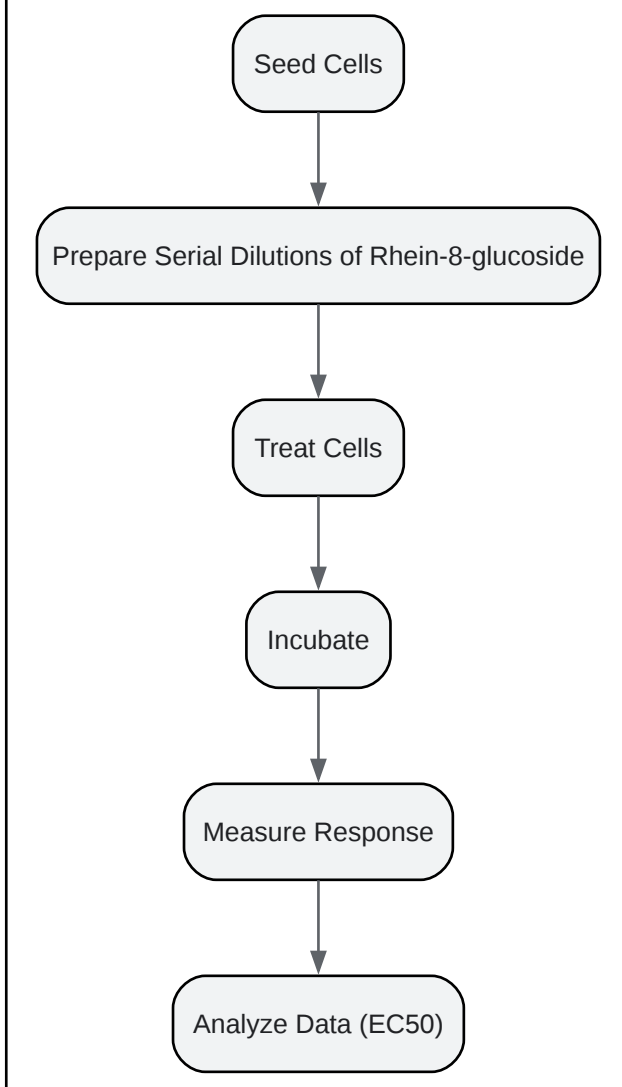 Seed Cells
Prepare Serial Dilutions of Rhein-8-glucoside
Treat Cells
Incubate
Measure Response
Analyze Data (EC50)